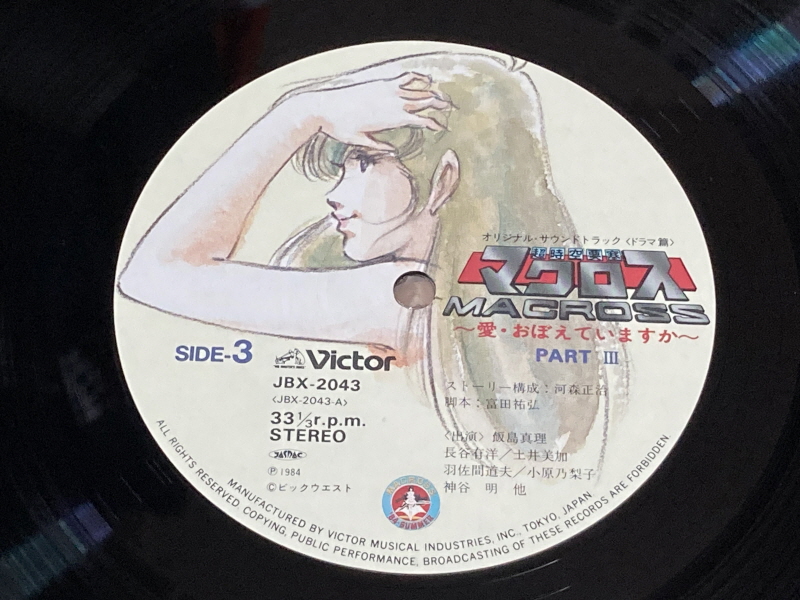 オリジナル・サウンドトラック〈ドラマ篇〉
超時空要塞
マクロス
MACROSS
～愛・おぼえていますか～
PART III
SIDE-3
Victor
JBX-2043
〈JBX-2043-A〉
33⅓r.p.m.
STEREO
JASRAC
℗1984
©ビックウエスト
ストーリー構成：河森正治
脚本：富田祐弘
〈出演〉飯島真理
長谷有洋／土井美加
羽佐間道夫／小原乃梨子
神谷 明 他
ALL RIGHTS RESERVED. COPYING, PUBLIC PERFORMANCE, BROADCASTING OF THESE RECORDS ARE FORBIDDEN
MANUFACTURED BY VICTOR MUSICAL INDUSTRIES, INC., TOKYO, JAPAN